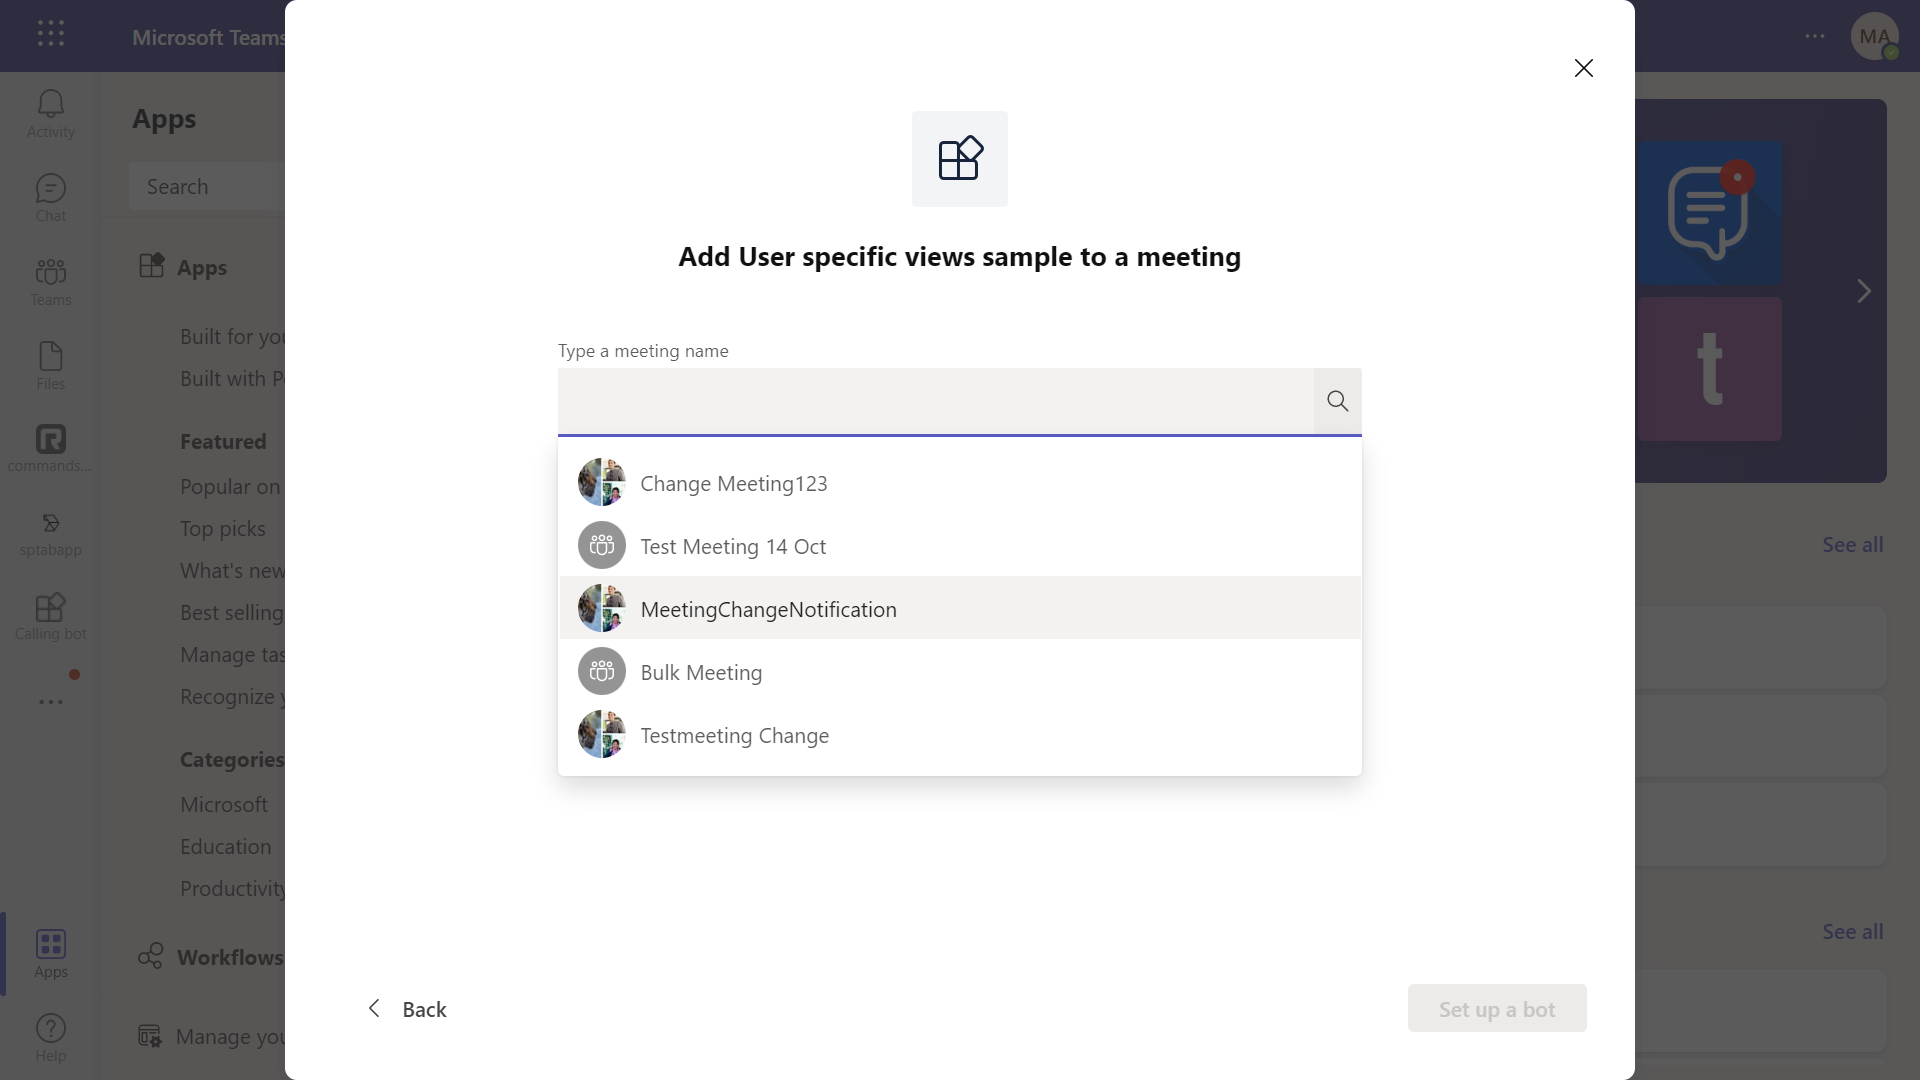 Microsoft Teams
MA
Activity
Chat
Teams
Files
commands...
sptabapp
Calling bot
Apps
Help
Apps
Search
Apps
Built for you
Built with
Featured
Popular on
Top picks
What's new
Best selling
Manage
Recognize
Categories
Microsoft
Education
Productivity
Workflows
Manage
Add User specific views sample to a meeting
Type a meeting name
Change Meeting123
Test Meeting 14 Oct
MeetingChangeNotification
Bulk Meeting
Testmeeting Change
Back
Set up a bot
t
See all
See all